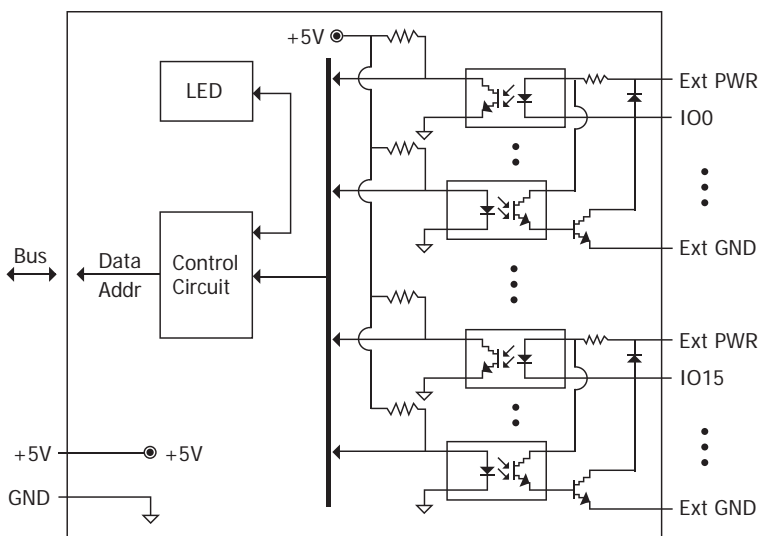 +5V
LED
Ext PWR
IO0
Ext GND
Bus
Data
Addr
Control
Circuit
Ext PWR
IO15
Ext GND
+5V
+5V
GND